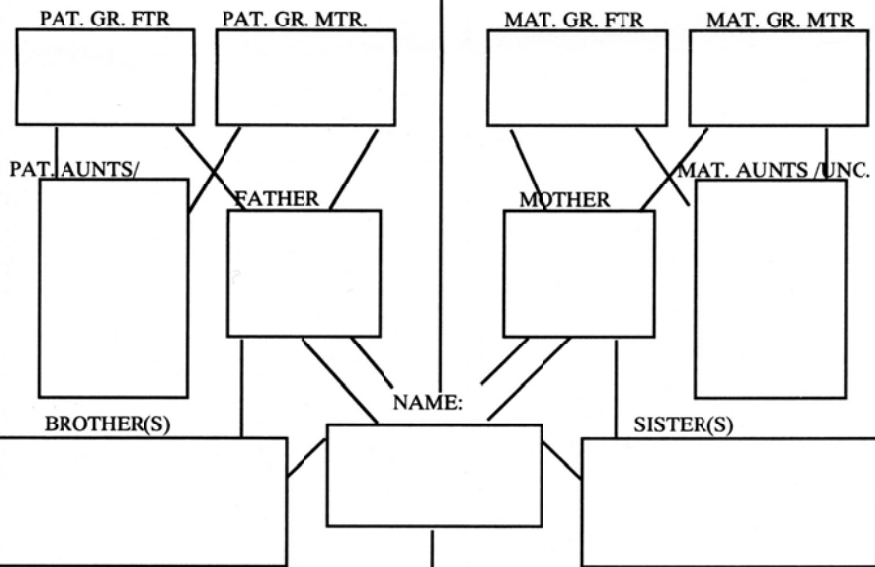 PAT. GR. FTR
PAT. GR. MTR.
MAT. GR. FTR
MAT. GR. MTR
PAT. AUNTS/
FATHER
MOTHER
MAT. AUNTS /UNC.
NAME:
BROTHER(S)
SISTER(S)